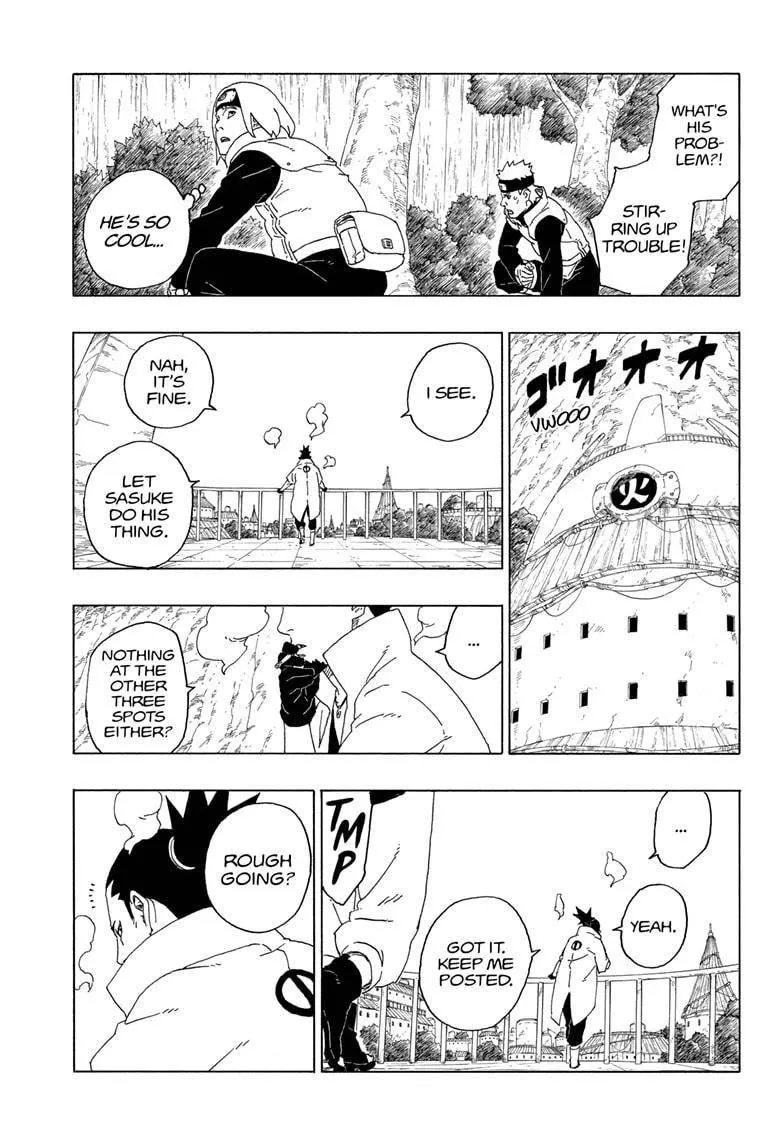 WHAT'S
HIS
PROB-
LEM?!
STIR-
RING UP
TROUBLE!
HE'S SO
COOL...
ゴオオオオ
VWOOO
火
I SEE.
NAH,
IT'S
FINE.
LET
SASUKE
DO HIS
THING.
...
NOTHING
AT THE
OTHER
THREE
SPOTS
EITHER?
...
YEAH.
GOT IT.
KEEP ME
POSTED.
TMP
ROUGH
GOING?